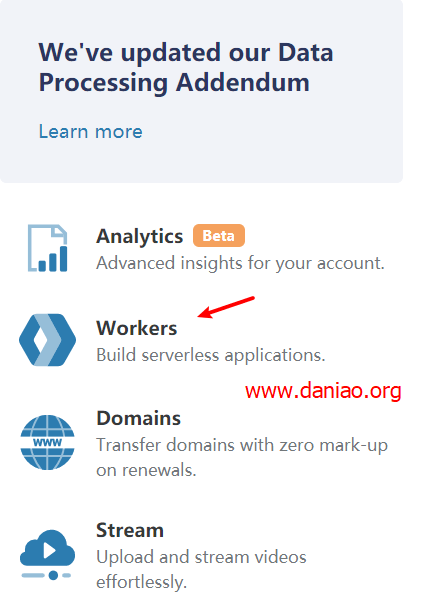 We've updated our Data
Processing Addendum
Learn more
Analytics Beta
Advanced insights for your account.
Workers
Build serverless applications.
www.daniao.org
Domains
WWW
Transfer domains with zero mark-up
on renewals.
Stream
Upload and stream videos
effortlessly.